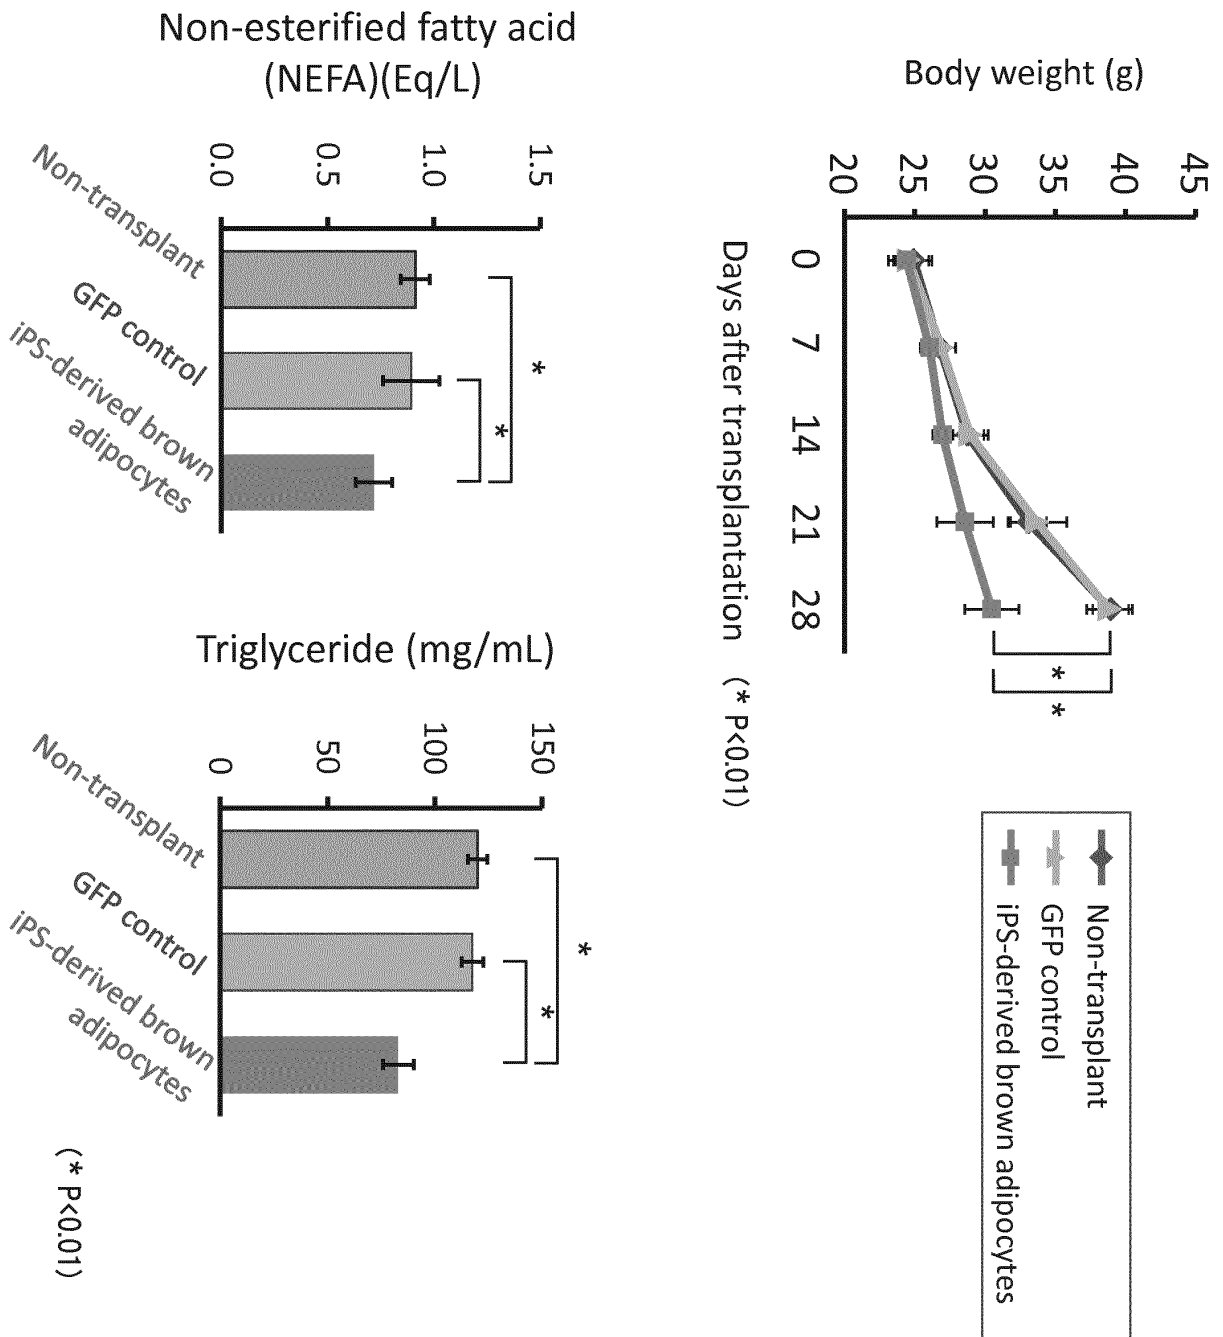 Body weight (g)
45
40
35
30
25
20
0
7
14
21
28
Days after transplantation
(* P<0.01)
*
*
Non-transplant
GFP control
iPS-derived brown adipocytes
Non-esterified fatty acid
(NEFA)(Eq/L)
1.5
1.0
0.5
0.0
*
*
Non-transplant
GFP control
iPS-derived brown
adipocytes
Triglyceride (mg/mL)
150
100
50
0
*
*
Non-transplant
GFP control
iPS-derived brown
adipocytes
(* P<0.01)